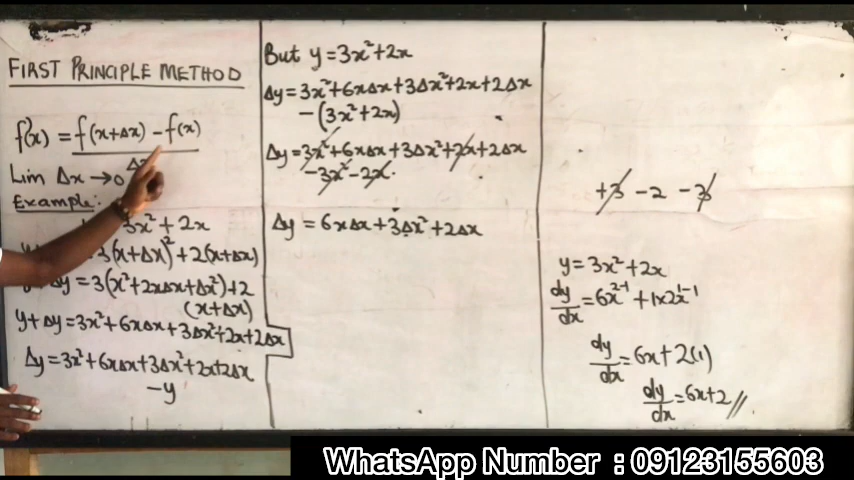 FIRST PRINCIPLE METHOD
f'(x) = f(x+Δx) - f(x)
Lim Δx → 0
Example:
3x² + 2x
3(x+Δx)² + 2(x+Δx)
Δy = 3(x²+2xΔx+Δx²)+2
(x+Δx)
y+Δy = 3x²+6xΔx+3Δx²+2x+2Δx
Δy = 3x²+6xΔx+3Δx²+2x+2Δx
-y
But y = 3x²+2x
Δy = 3x²+6xΔx+3Δx²+2x+2Δx
-(3x²+2x)
Δy = 3x²+6xΔx+3Δx²+2x+2Δx
-3x²-2x.
Δy = 6xΔx+3Δx²+2Δx
+3 -2 -3
y = 3x²+2x
dy/dx = 6x²⁻¹ + 1x2x¹⁻¹
dy/dx = 6x + 2(1)
dy/dx = 6x+2 //
WhatsApp Number : 09123155603